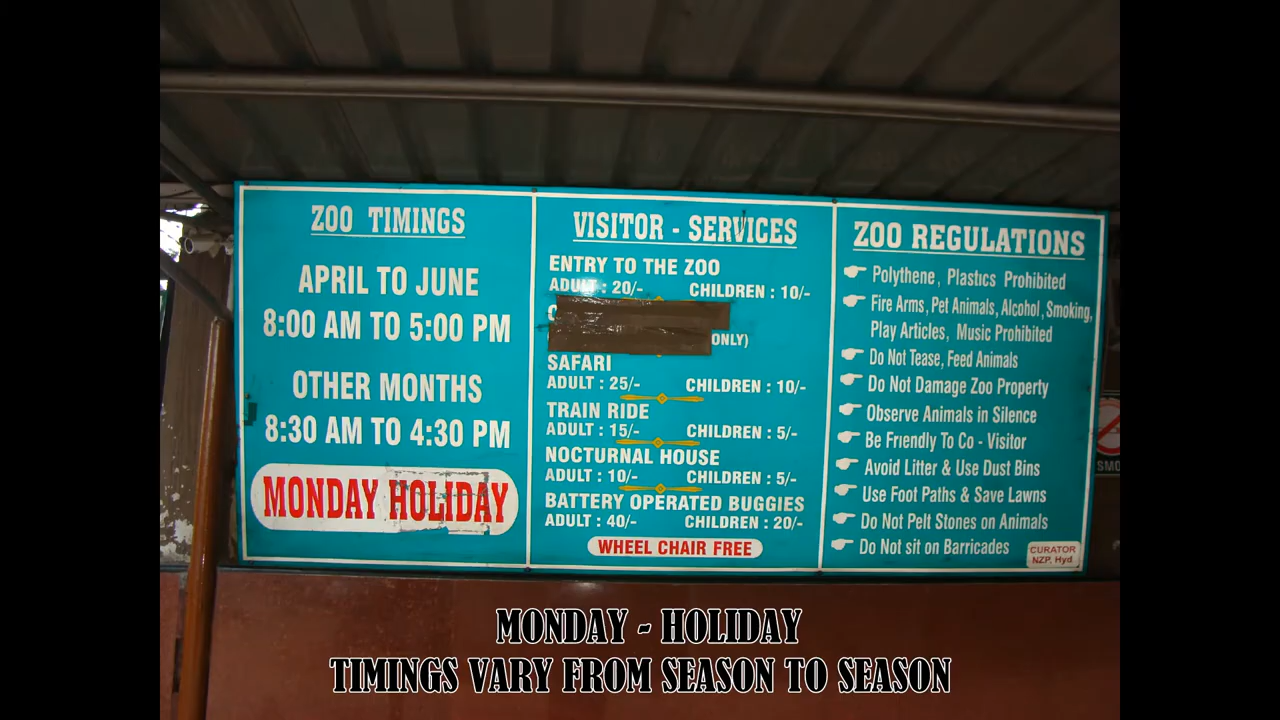 ZOO TIMINGS
APRIL TO JUNE
8:00 AM TO 5:00 PM
OTHER MONTHS
8:30 AM TO 4:30 PM
MONDAY HOLIDAY
VISITOR - SERVICES
ENTRY TO THE ZOO
ADULT : 20/- CHILDREN : 10/-
ONLY)
SAFARI
ADULT : 25/- CHILDREN : 10/-
TRAIN RIDE
ADULT : 15/- CHILDREN : 5/-
NOCTURNAL HOUSE
ADULT : 10/- CHILDREN : 5/-
BATTERY OPERATED BUGGIES
ADULT : 40/- CHILDREN : 20/-
WHEEL CHAIR FREE
ZOO REGULATIONS
Polythene, Plastics Prohibited
Fire Arms, Pet Animals, Alcohol, Smoking,
Play Articles, Music Prohibited
Do Not Tease, Feed Animals
Do Not Damage Zoo Property
Observe Animals in Silence
Be Friendly To Co - Visitor
Avoid Litter & Use Dust Bins
Use Foot Paths & Save Lawns
Do Not Pelt Stones on Animals
Do Not sit on Barricades
CURATOR
NZP, Hyd
SMO
MONDAY - HOLIDAY
TIMINGS VARY FROM SEASON TO SEASON